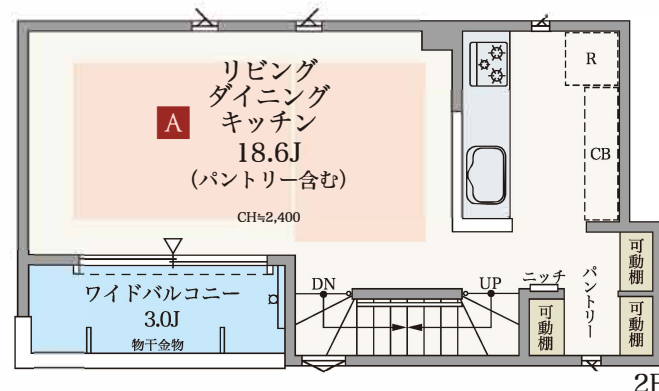 リビング
ダイニング
キッチン
18.6J
(パントリー含む)
A
CH≒2,400
R
CB
ワイドバルコニー
3.0J
物干金物
DN
UP
ニッチ
パントリー
可動棚
可動棚
可動棚